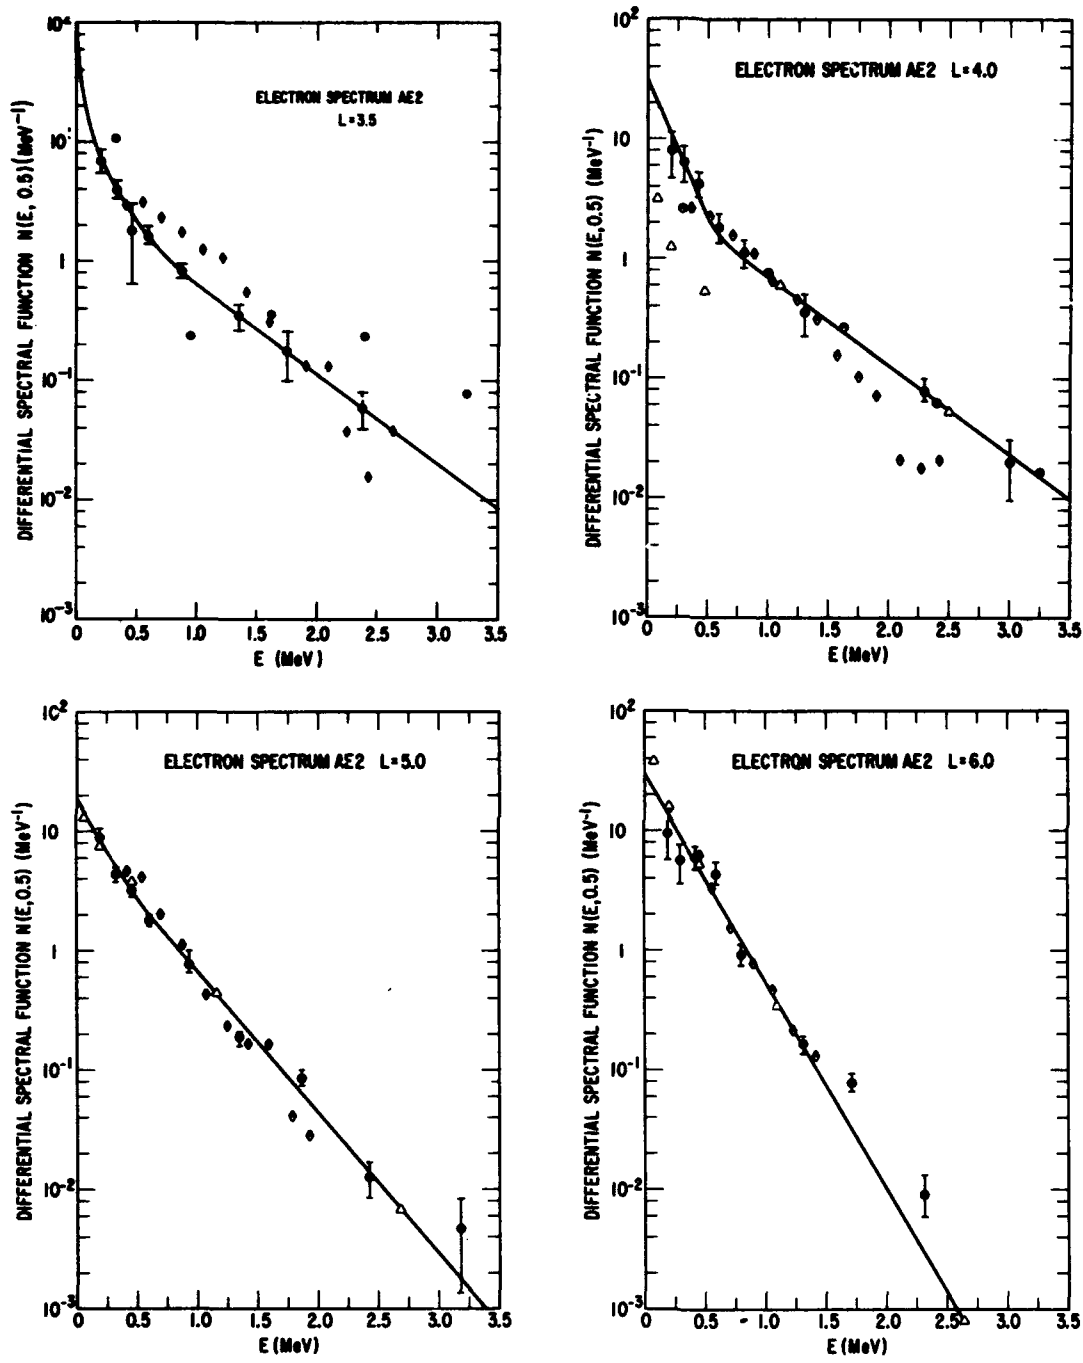 10⁴
10¹
1
10⁻¹
10⁻²
10⁻³
DIFFERENTIAL SPECTRAL FUNCTION N(E, 0.5)(MeV⁻¹)
ELECTRON SPECTRUM AE2
L=3.5
0 0.5 1.0 1.5 2.0 2.5 3.0 3.5
E (MeV)
10²
10
1
10⁻¹
10⁻²
10⁻³
DIFFERENTIAL SPECTRAL FUNCTION N(E,0.5) (MeV⁻¹)
ELECTRON SPECTRUM AE2 L=4.0
0 0.5 1.0 1.5 2.0 2.5 3.0 3.5
E (MeV)
10²
10
1
10⁻¹
10⁻²
10⁻³
DIFFERENTIAL SPECTRAL FUNCTION N(E,0.5) (MeV⁻¹)
ELECTRON SPECTRUM AE2 L=5.0
0 0.5 1.0 1.5 2.0 2.5 3.0 3.5
E (MeV)
10²
10
1
10⁻¹
10⁻²
10⁻³
DIFFERENTIAL SPECTRAL FUNCTION N(E,0.5) (MeV⁻¹)
ELECTRON SPECTRUM AE2 L=6.0
0 0.5 1.0 1.5 2.0 2.5 3.0 3.5
E (MeV)